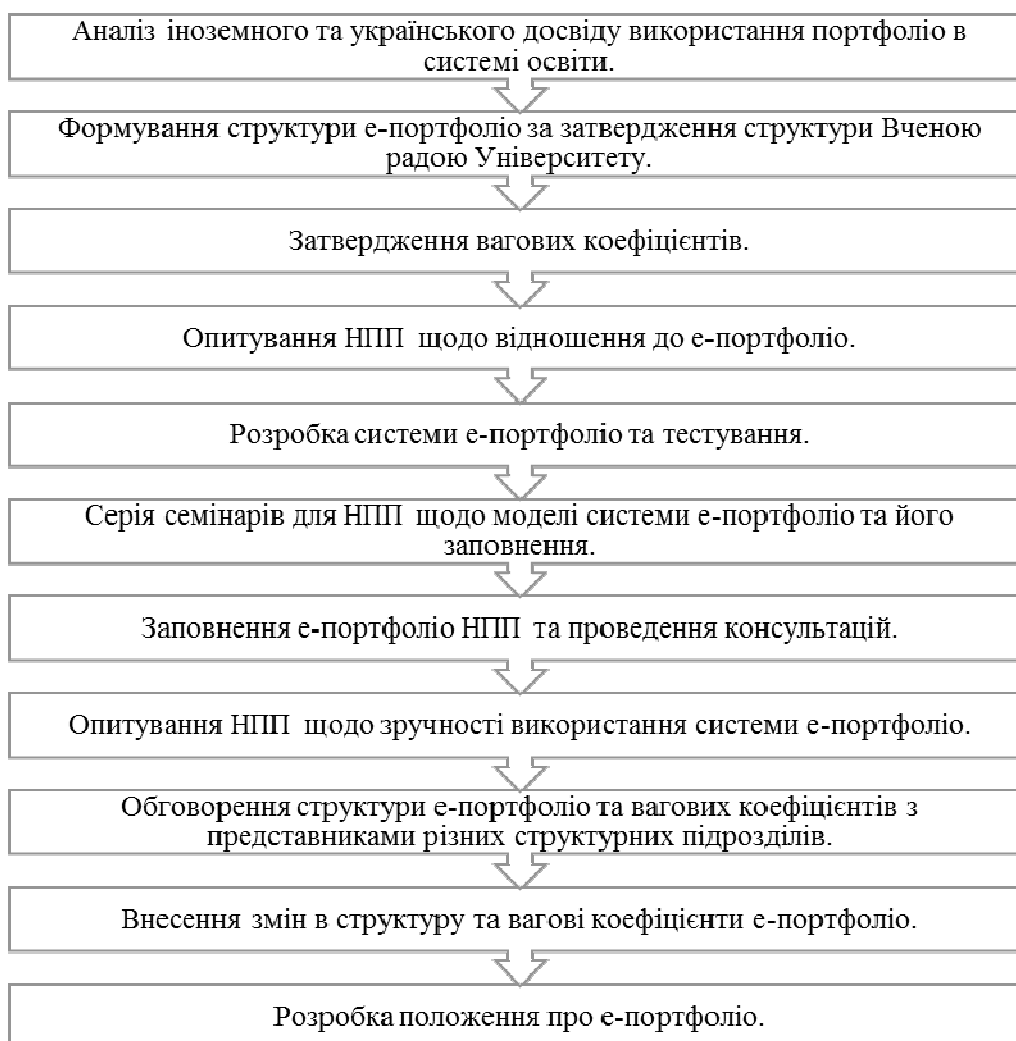 Аналіз іноземного та українського досвіду використання портфоліо в
системі освіти.
Формування структури е-портфоліо за затвердження структури Вченою
радою Університету.
Затвердження вагових коефіцієнтів.
Опитування НПП щодо відношення до е-портфоліо.
Розробка системи е-портфоліо та тестування.
Серія семінарів для НПП щодо моделі системи е-портфоліо та його
заповнення.
Заповнення е-портфоліо НПП та проведення консультацій.
Опитування НПП щодо зручності використання системи е-портфоліо.
Обговорення структури е-портфоліо та вагових коефіцієнтів з
представниками різних структурних підрозділів.
Внесення змін в структуру та вагові коефіцієнти е-портфоліо.
Розробка положення про е-портфоліо.